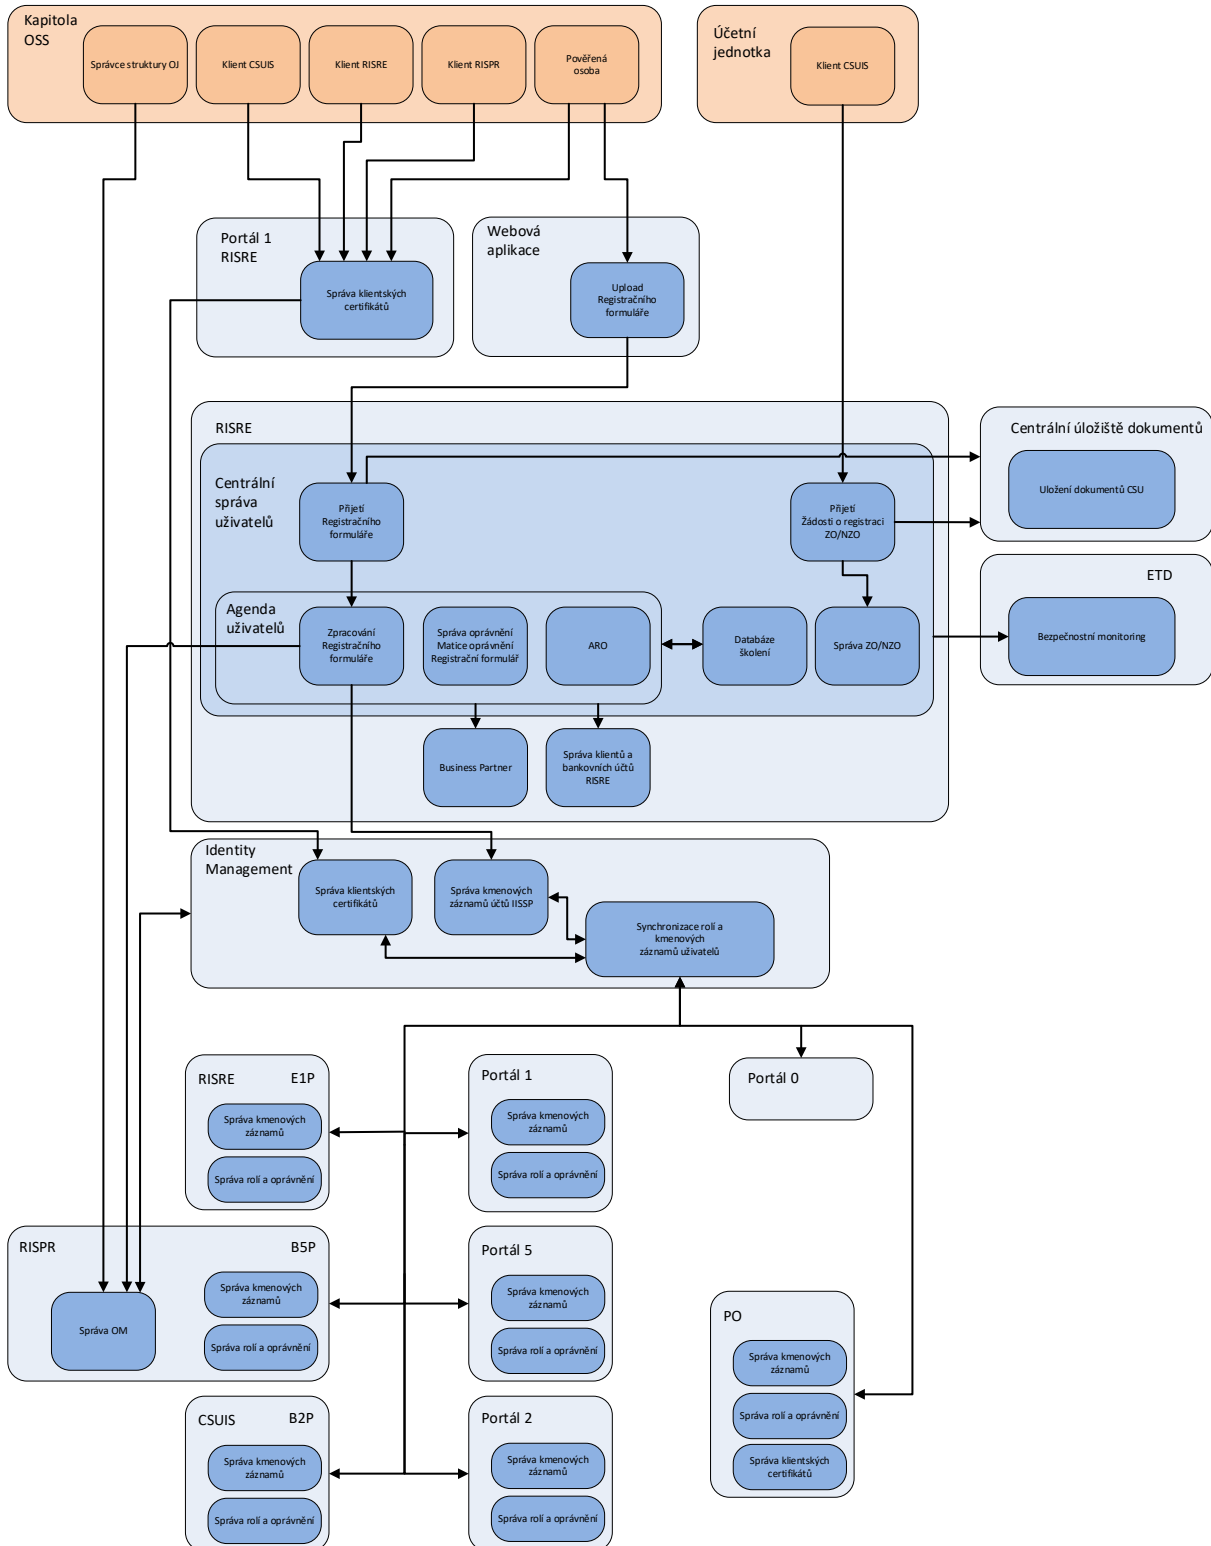 Kapitola
OSS
Správce struktury OJ
Klient CSUIS
Klient RISRE
Klient RISPR
Pověřená
osoba
Účetní
jednotka
Klient CSUIS
Portál 1
RISRE
Správa klientských
certifikátů
Webová
aplikace
Upload
Registračního
formuláře
RISRE
Centrální
správa
uživatelů
Přijetí
Registračního
formuláře
Přijetí
Žádosti o registraci
ZO/NZO
Centrální úložiště dokumentů
Uložení dokumentů CSU
ETD
Bezpečnostní monitoring
Agenda
uživatelů
Zpracování
Registračního
formuláře
Správa oprávnění
Matice oprávnění
Registrační formulář
ARO
Databáze
školení
Správa ZO/NZO
Business Partner
Správa klientů a
bankovních účtů
RISRE
Identity
Management
Správa klientských
certifikátů
Správa kmenových
záznamů účtů IISSP
Synchronizace rolí a
kmenových
záznamů uživatelů
RISRE
E1P
Správa kmenových
záznamů
Správa rolí a oprávnění
Portál 1
Správa kmenových
záznamů
Správa rolí a oprávnění
Portál 0
RISPR
B5P
Správa OM
Správa kmenových
záznamů
Správa rolí a oprávnění
Portál 5
Správa kmenových
záznamů
Správa rolí a oprávnění
PO
Správa kmenových
záznamů
Správa rolí a oprávnění
Správa klientských
certifikátů
CSUIS
B2P
Správa kmenových
záznamů
Správa rolí a oprávnění
Portál 2
Správa kmenových
záznamů
Správa rolí a oprávnění